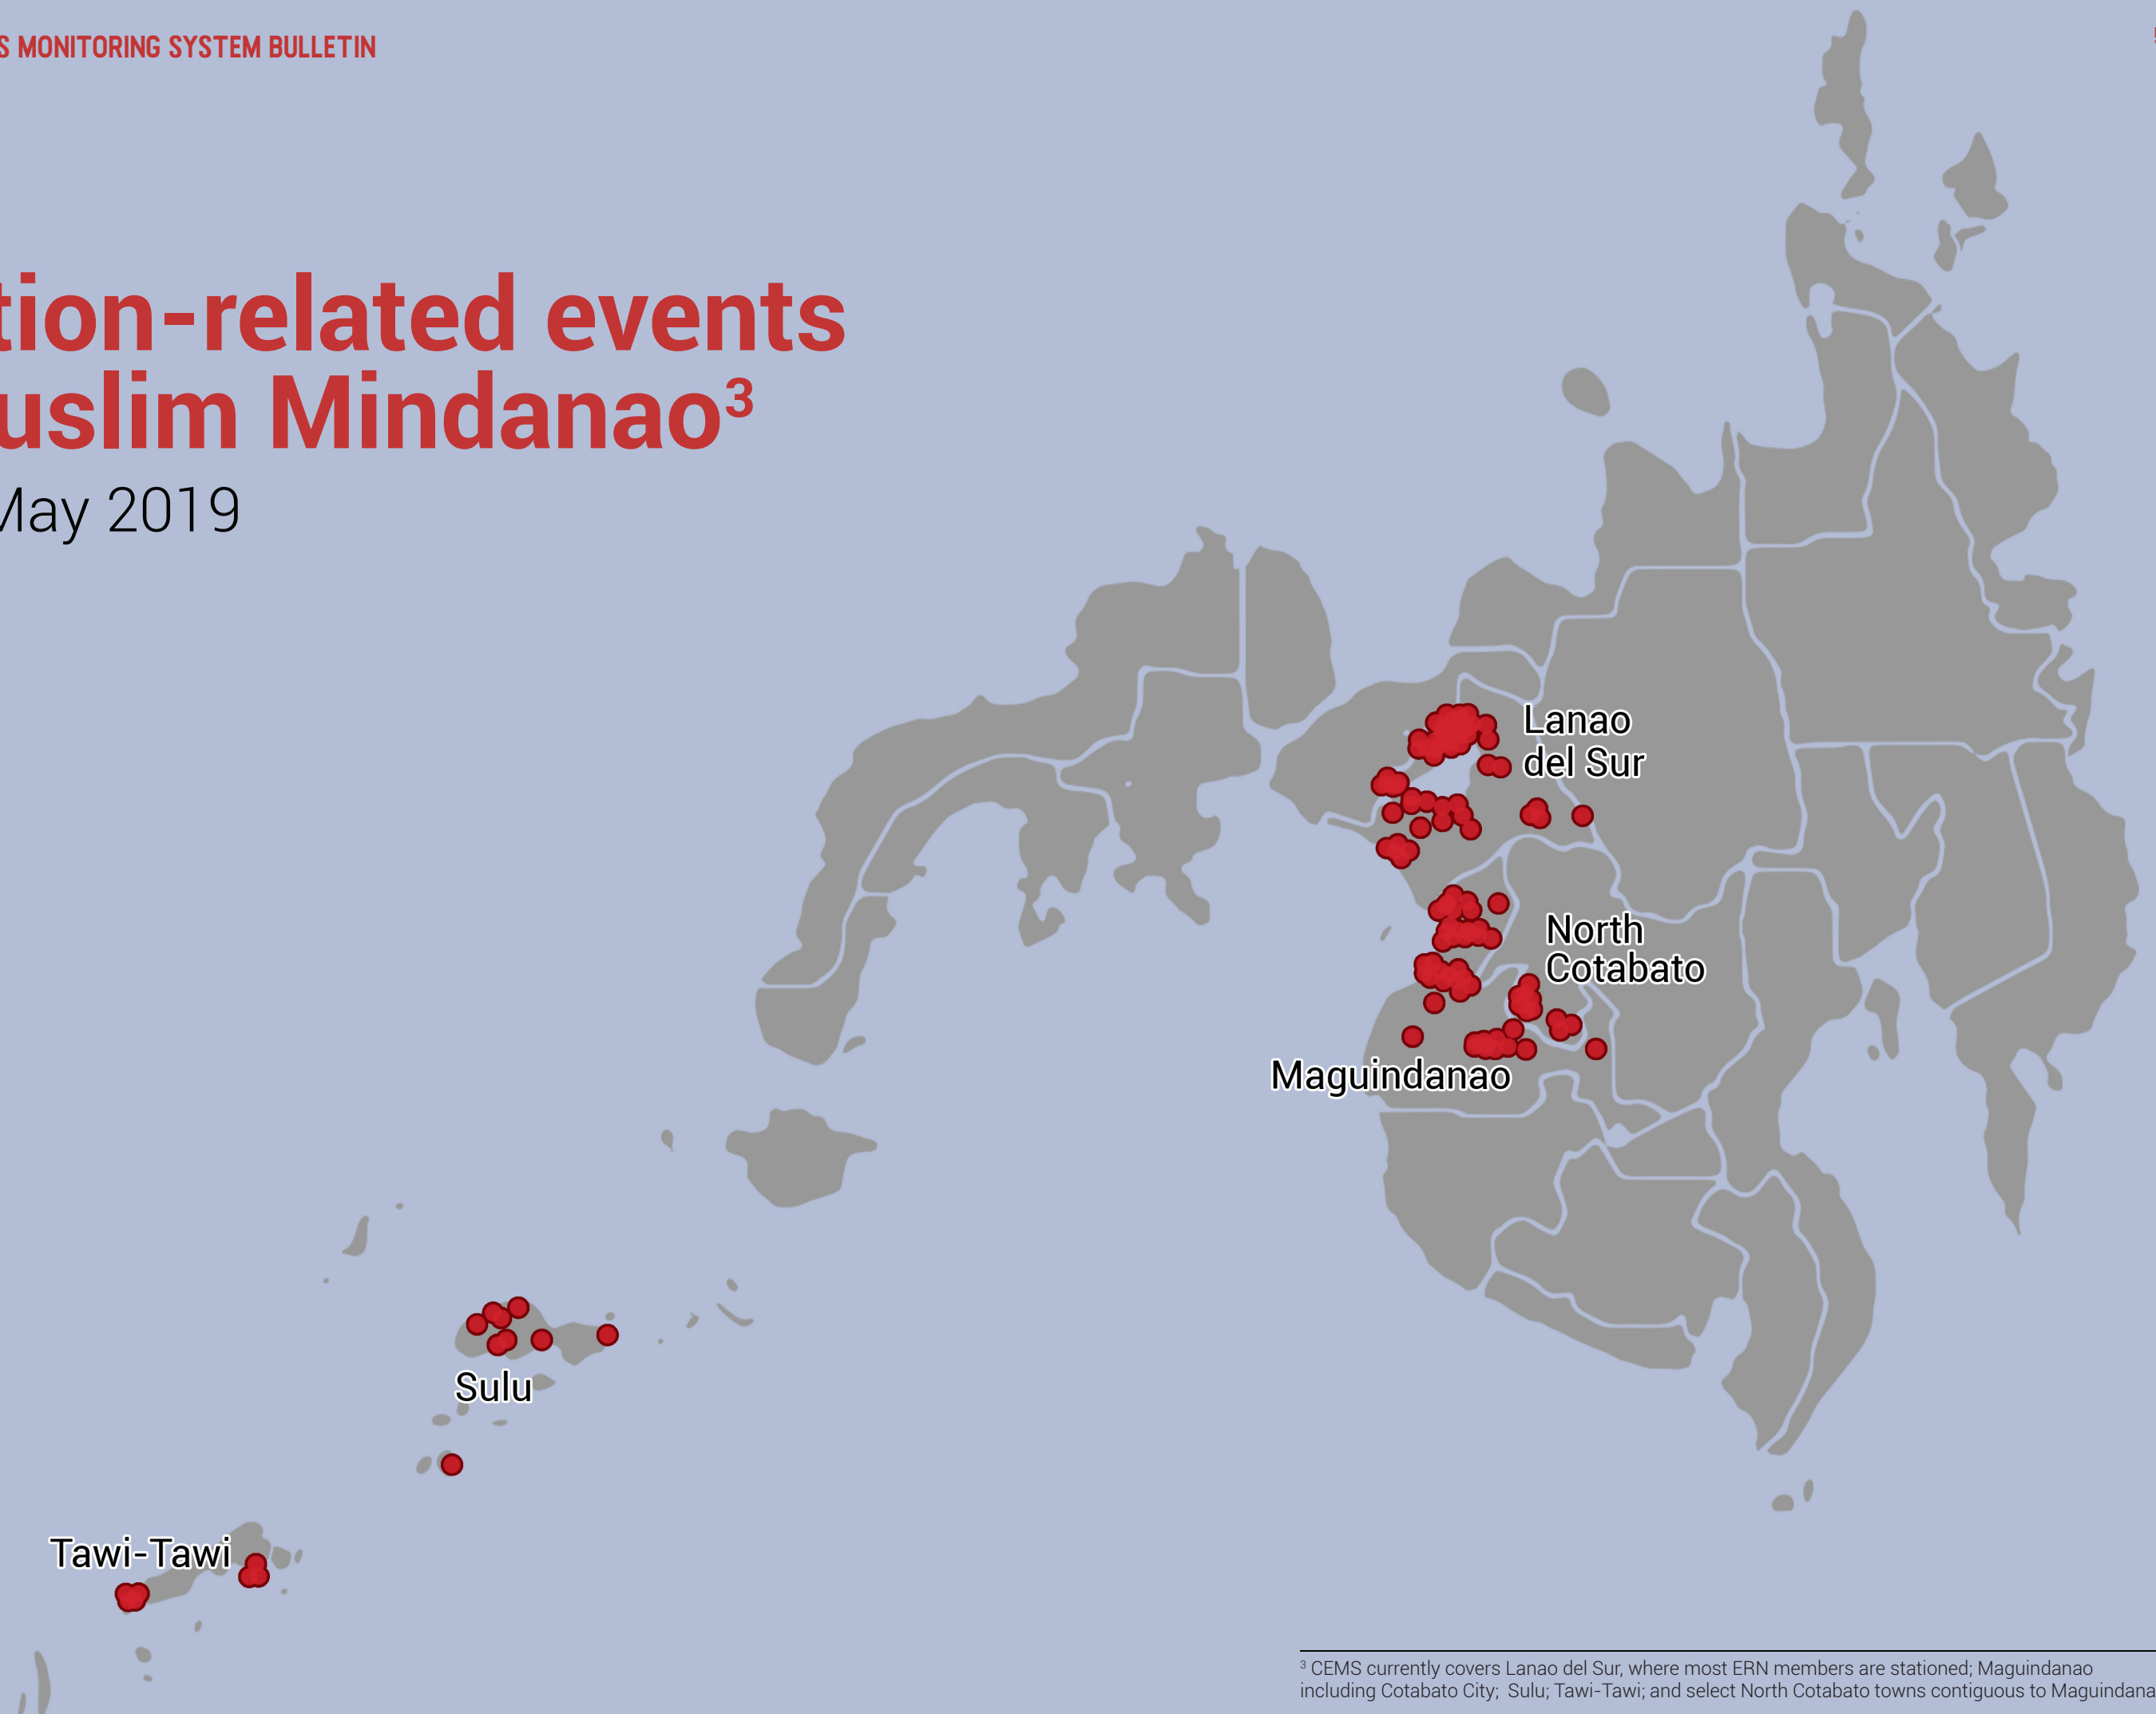 S MONITORING SYSTEM BULLETIN
tion-related events
uslim Mindanao³
May 2019
Lanao
del Sur
North
Cotabato
Maguindanao
Sulu
Tawi-Tawi
³ CEMS currently covers Lanao del Sur, where most ERN members are stationed; Maguindanao
including Cotabato City; Sulu; Tawi-Tawi; and select North Cotabato towns contiguous to Maguindana